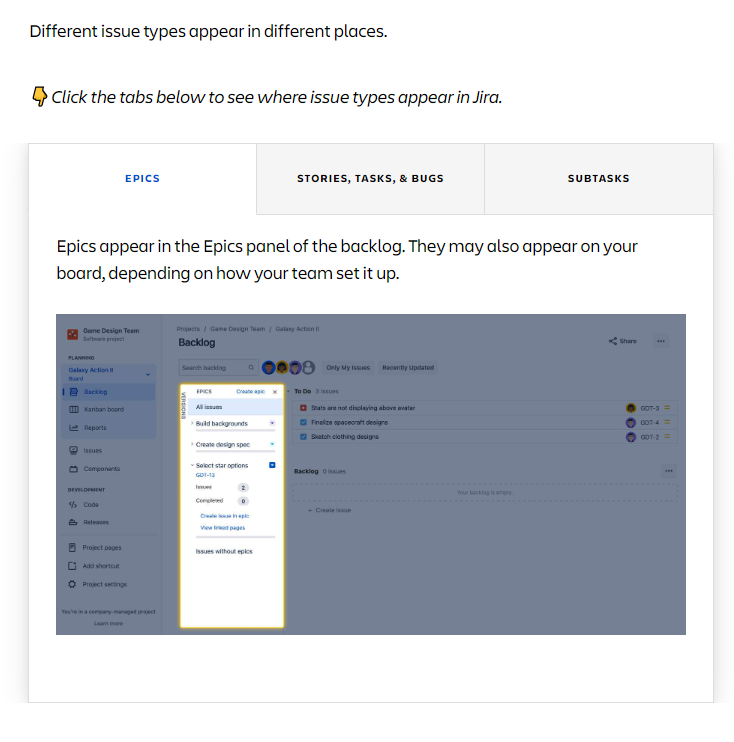 Different issue types appear in different places.
Click the tabs below to see where issue types appear in Jira.
EPICS
STORIES, TASKS, & BUGS
SUBTASKS
Epics appear in the Epics panel of the backlog. They may also appear on your
board, depending on how your team set it up.
Game Design Team
Software project
PLANNING
Galaxy Action II
Board
Backlog
Kanban board
Reports
Issues
Components
DEVELOPMENT
Code
Releases
Project pages
Add shortcut
Project settings
You're in a company-managed project
Learn more
Projects / Game Design Team / Galaxy Action II
Backlog
Share
Search backlog
Only My Issues
Recently Updated
VERSIONS
EPICS
Create epic
All issues
Build backgrounds
Create design spec
Select star options
GDT-13
Issues 2
Completed 0
Create issue in epic
View linked pages
Issues without epics
To Do 3 issues
Stats are not displaying above avatar
GDT-3
Finalize spacecraft designs
GDT-4
Sketch clothing designs
GDT-2
Backlog 0 issues
Your backlog is empty.
+ Create issue